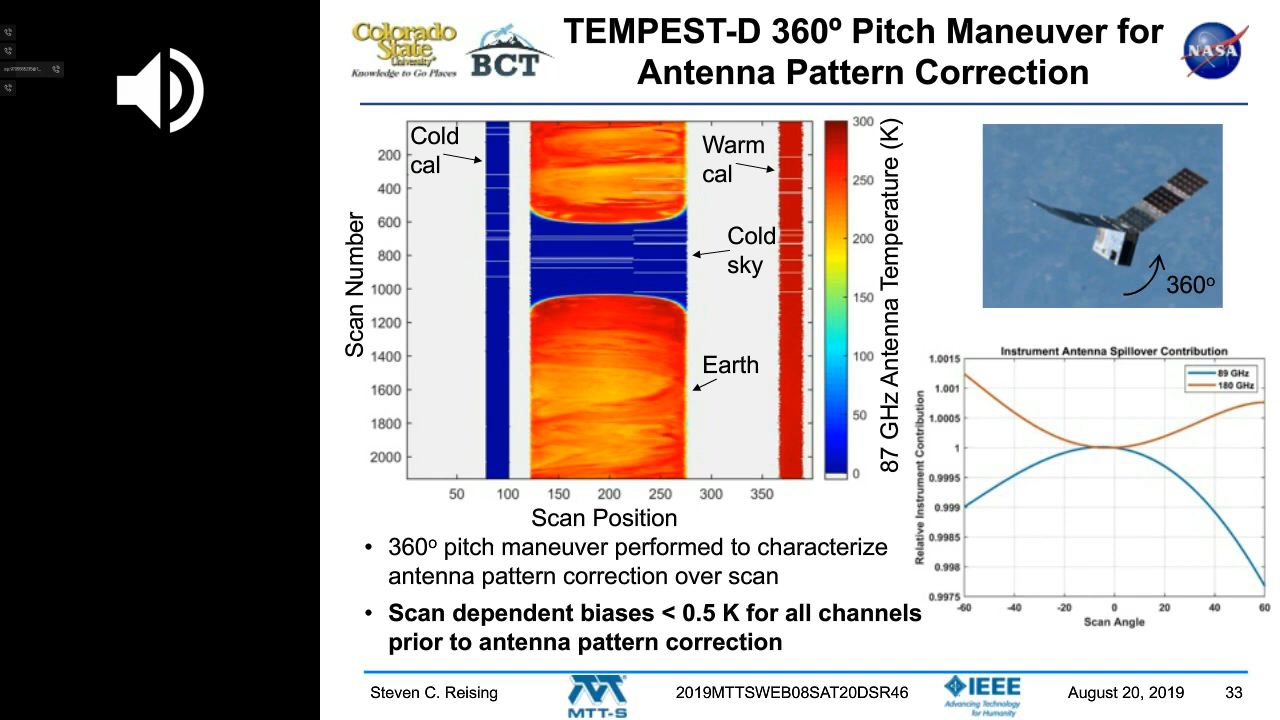 Colorado
State
University
Knowledge to Go Places
BCT
TEMPEST-D 360º Pitch Maneuver for
Antenna Pattern Correction
NASA
Cold
cal
Warm
cal
Cold
sky
Earth
Scan Number
200
400
600
800
1000
1200
1400
1600
1800
2000
50
100
150
200
250
300
350
Scan Position
300
250
200
150
100
50
0
87 GHz Antenna Temperature (K)
360º
Instrument Antenna Spillover Contribution
89 GHz
180 GHz
Relative Instrument Contribution
1.0015
1.001
1.0005
1
0.9995
0.999
0.9985
0.998
0.9975
-60
-40
-20
0
20
40
60
Scan Angle
• 360º pitch maneuver performed to characterize
antenna pattern correction over scan
• Scan dependent biases < 0.5 K for all channels
prior to antenna pattern correction
Steven C. Reising
MTT-S
2019MTTSWEB08SAT20DSR46
IEEE
Advancing Technology
for Humanity
August 20, 2019
33